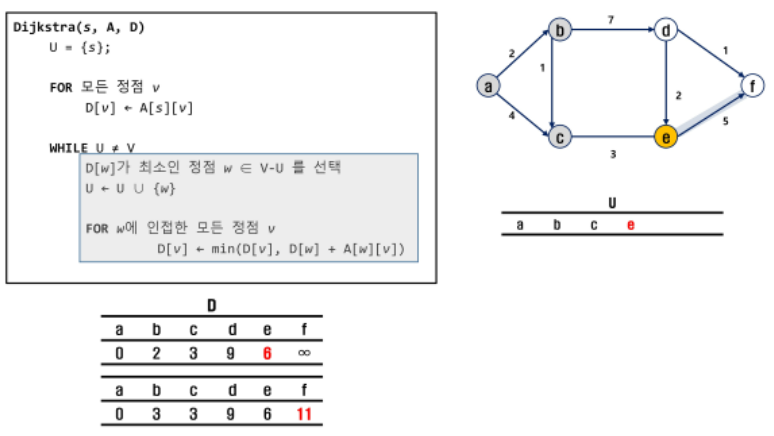 Dijkstra(s, A, D)
U = {s};
FOR 모든 정점 v
D[v] ← A[s][v]
WHILE U ≠ V
D[w]가 최소인 정점 w ∈ V-U 를 선택
U ← U ∪ {w}
FOR w에 인접한 모든 정점 v
D[v] ← min(D[v], D[w] + A[w][v])
b 7 d
2 1
a 1 f
4 2 5
c e
3
U
a b c e
D
a b c d e f
0 2 3 9 6 ∞
a b c d e f
0 3 3 9 6 11